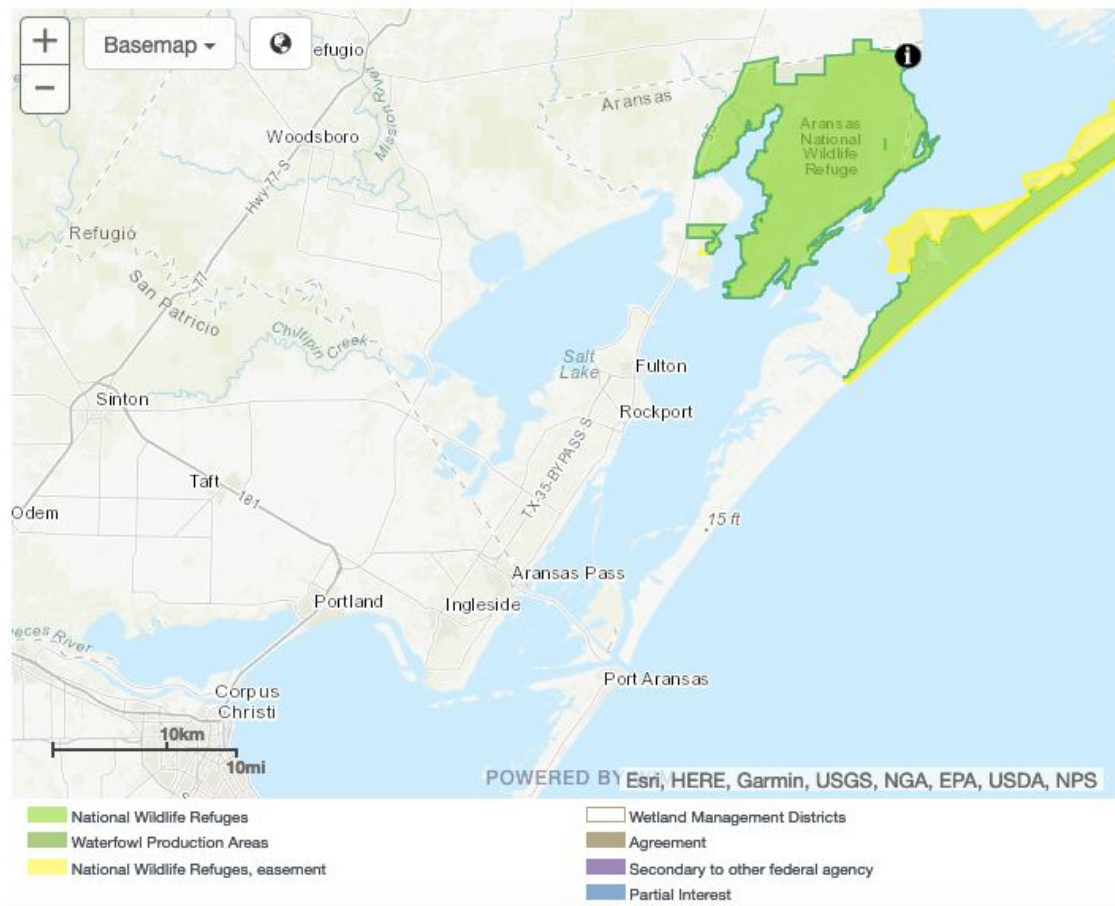 +
Basemap
efugio
−
Aransas
35
i
Aransas
National
Wildlife
Refuge
Mission River
Woodsboro
Hwy-77-S
Refugio
77
San Patricio
Chiltipin Creek
Salt
Lake
Fulton
Rockport
Sinton
TX-35-BYPASS-S
Taft
181
Odem
15 ft
Aransas Pass
Portland
Ingleside
eces River
Port Aransas
Corpus
Christi
10km
10mi
POWERED BY
Esri, HERE, Garmin, USGS, NGA, EPA, USDA, NPS
National Wildlife Refuges
Waterfowl Production Areas
National Wildlife Refuges, easement
Wetland Management Districts
Agreement
Secondary to other federal agency
Partial Interest